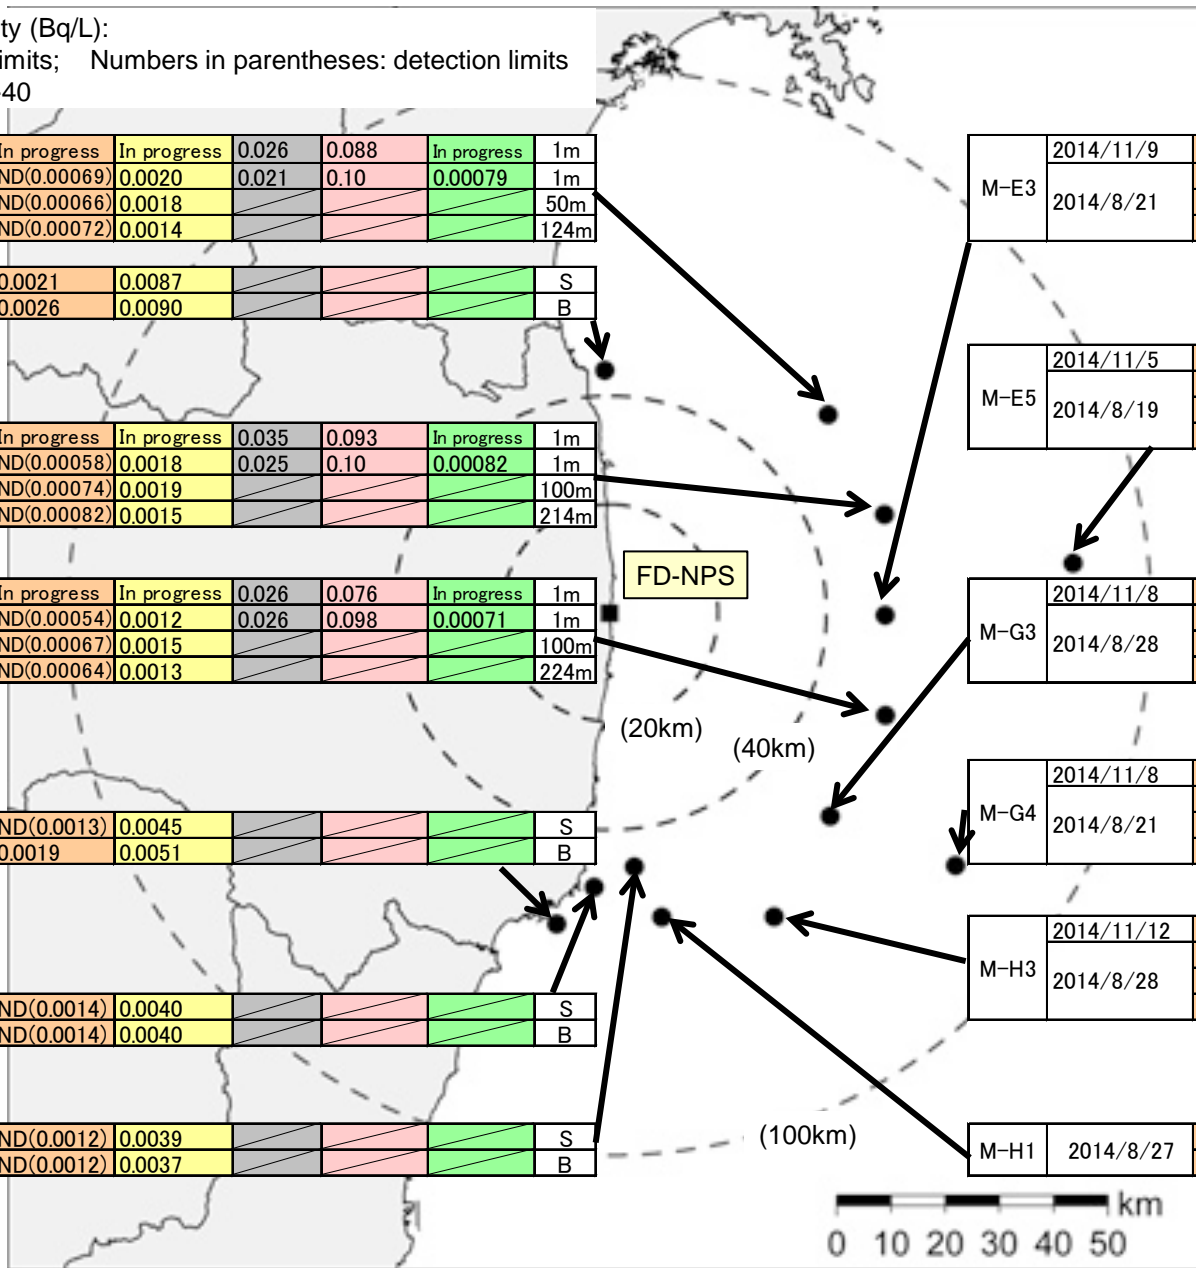 ty (Bq/L):
imits; Numbers in parentheses: detection limits
40
In progress In progress 0.026 0.088 In progress 1m
ND(0.00069) 0.0020 0.021 0.10 0.00079 1m
ND(0.00066) 0.0018 50m
ND(0.00072) 0.0014 124m
M-E3 2014/11/9
2014/8/21
0.0021 0.0087 S
0.0026 0.0090 B
M-E5 2014/11/5
2014/8/19
In progress In progress 0.035 0.093 In progress 1m
ND(0.00058) 0.0018 0.025 0.10 0.00082 1m
ND(0.00074) 0.0019 100m
ND(0.00082) 0.0015 214m
FD-NPS
In progress In progress 0.026 0.076 In progress 1m
ND(0.00054) 0.0012 0.026 0.098 0.00071 1m
ND(0.00067) 0.0015 100m
ND(0.00064) 0.0013 224m
M-G3 2014/11/8
2014/8/28
(20km)
(40km)
M-G4 2014/11/8
2014/8/21
ND(0.0013) 0.0045 S
0.0019 0.0051 B
M-H3 2014/11/12
2014/8/28
ND(0.0014) 0.0040 S
ND(0.0014) 0.0040 B
ND(0.0012) 0.0039 S
ND(0.0012) 0.0037 B
(100km)
M-H1 2014/8/27
km
0 10 20 30 40 50